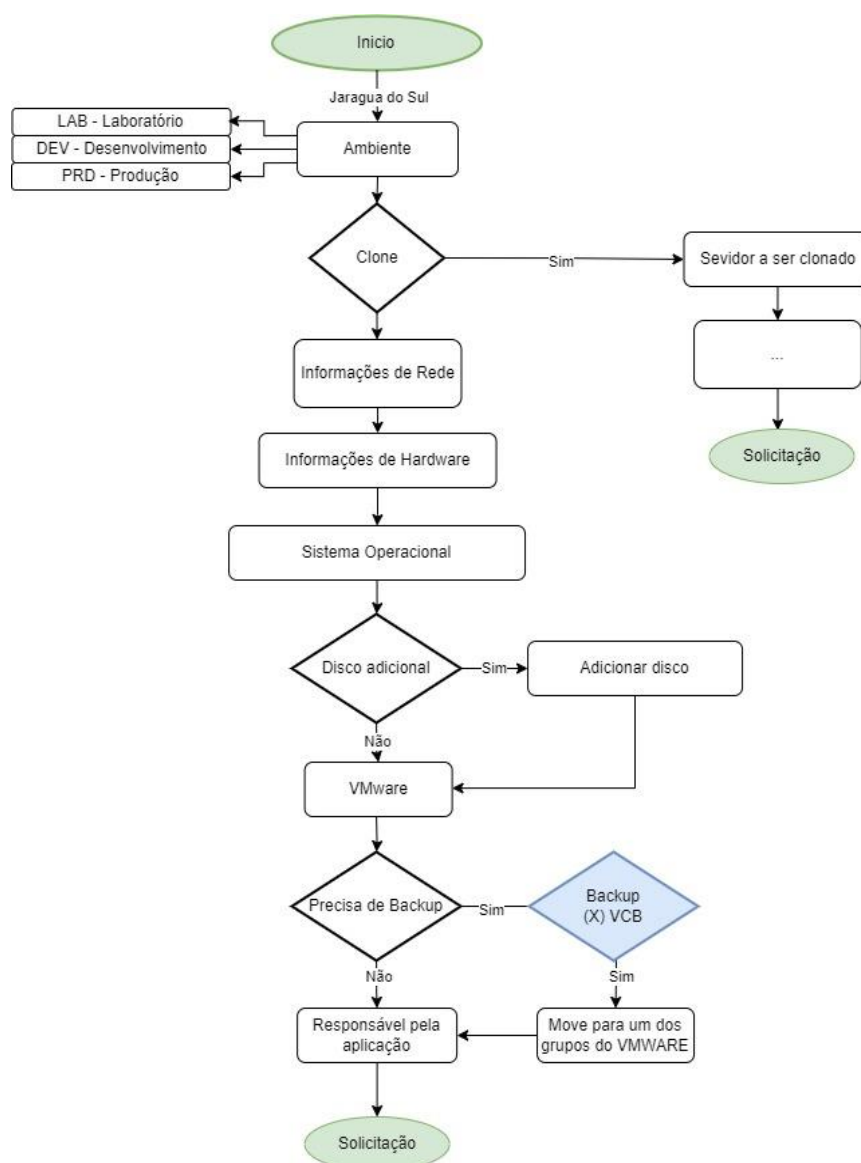 Inicio
Jaragua do Sul
LAB - Laboratório
DEV - Desenvolvimento
PRD - Produção
Ambiente
Clone
Sim
Sevidor a ser clonado
...
Solicitação
Informações de Rede
Informações de Hardware
Sistema Operacional
Disco adicional
Sim
Adicionar disco
Não
VMware
Precisa de Backup
Sim
Backup
(X) VCB
Não
Sim
Responsável pela
aplicação
Move para um dos
grupos do VMWARE
Solicitação